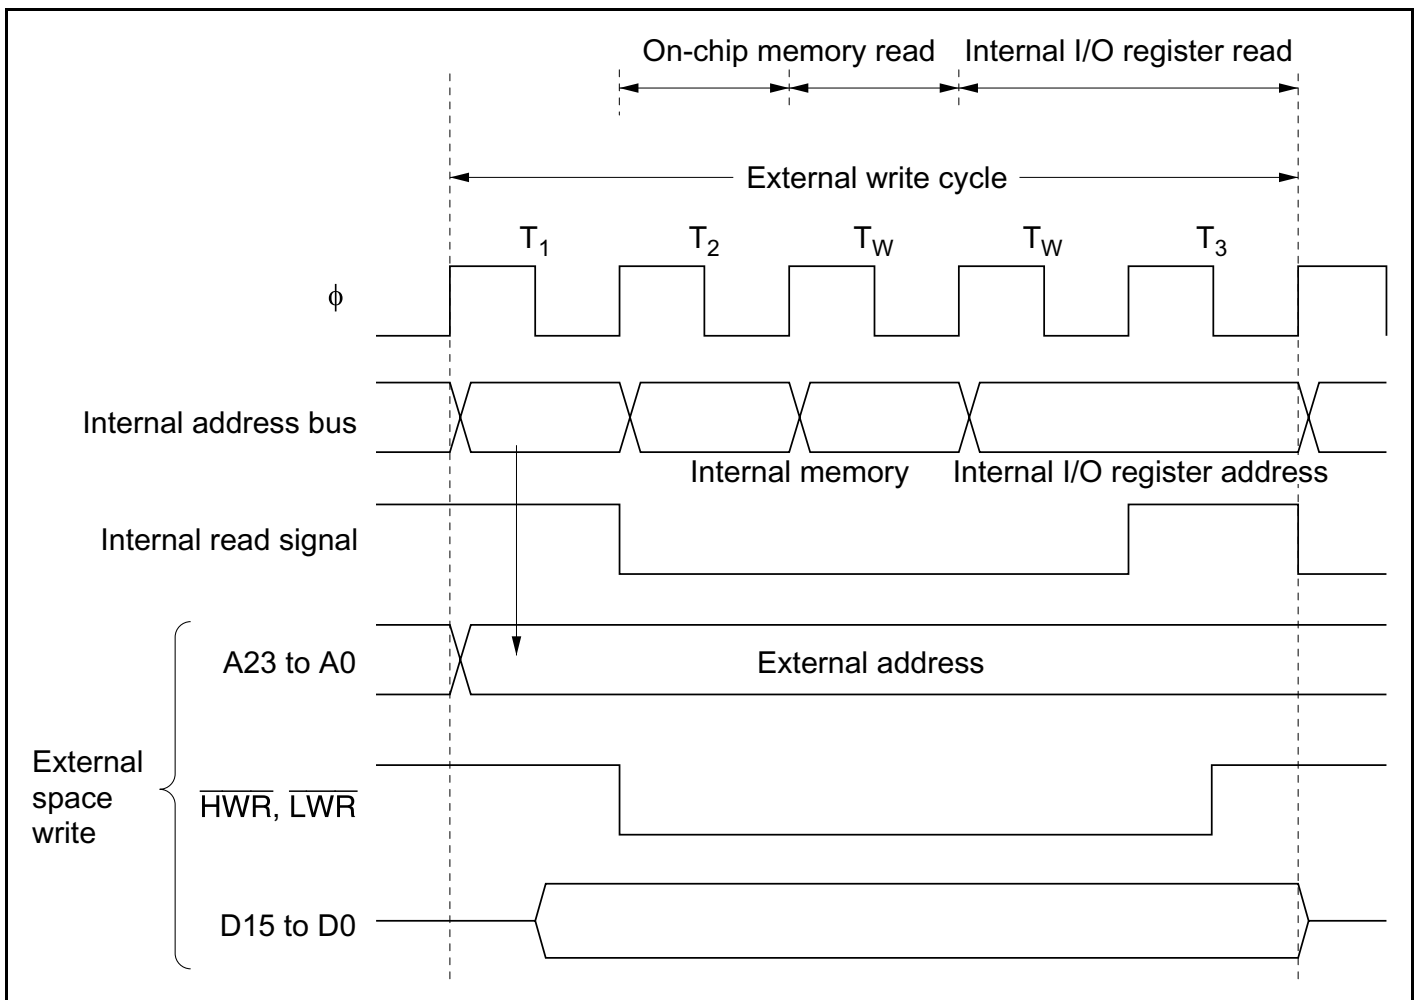 On-chip memory read Internal I/O register read
External write cycle
T1 T2 TW TW T3
ϕ
Internal address bus
Internal memory Internal I/O register address
Internal read signal
A23 to A0 External address
External
space
write
HWR, LWR
D15 to D0